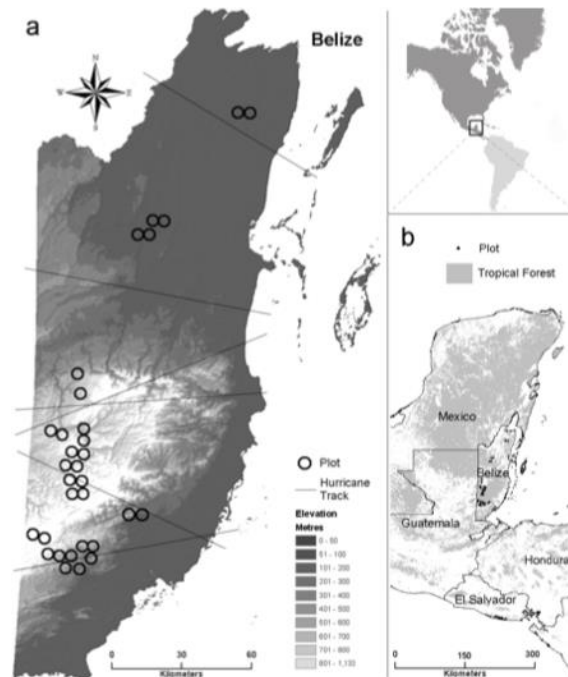 a
Belize
N
W
E
S
Plot
Hurricane
Track
Elevation
Metres
0 - 50
51 - 100
101 - 200
201 - 300
301 - 400
401 - 500
501 - 600
601 - 700
701 - 800
801 - 1,133
0 30 60
Kilometers
b
Plot
Tropical Forest
Mexico
Belize
Guatemala
Hondura
El Salvador
0 150 300
Kilometers